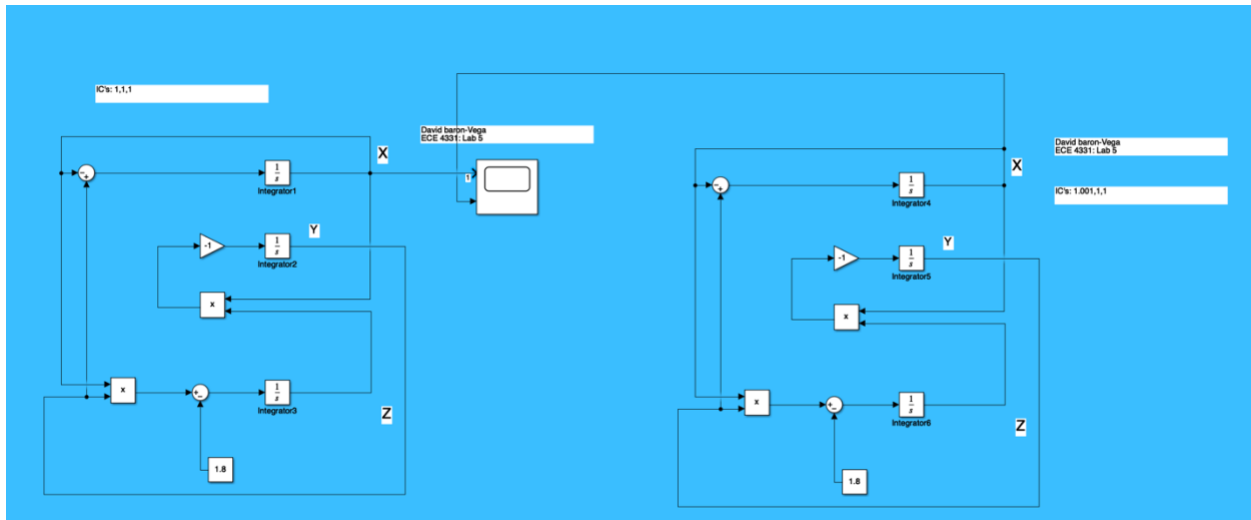 IC's: 1,1,1
David baron-Vega
ECE 4331: Lab 5
X
1
s
Integrator1
1
Y
-1
1
s
Integrator2
x
x
1
s
Integrator3
Z
1.8
David baron-Vega
ECE 4331: Lab 5
X
IC's: 1.001,1,1
1
s
Integrator4
Y
-1
1
s
Integrator5
x
x
1
s
Integrator6
Z
1.8